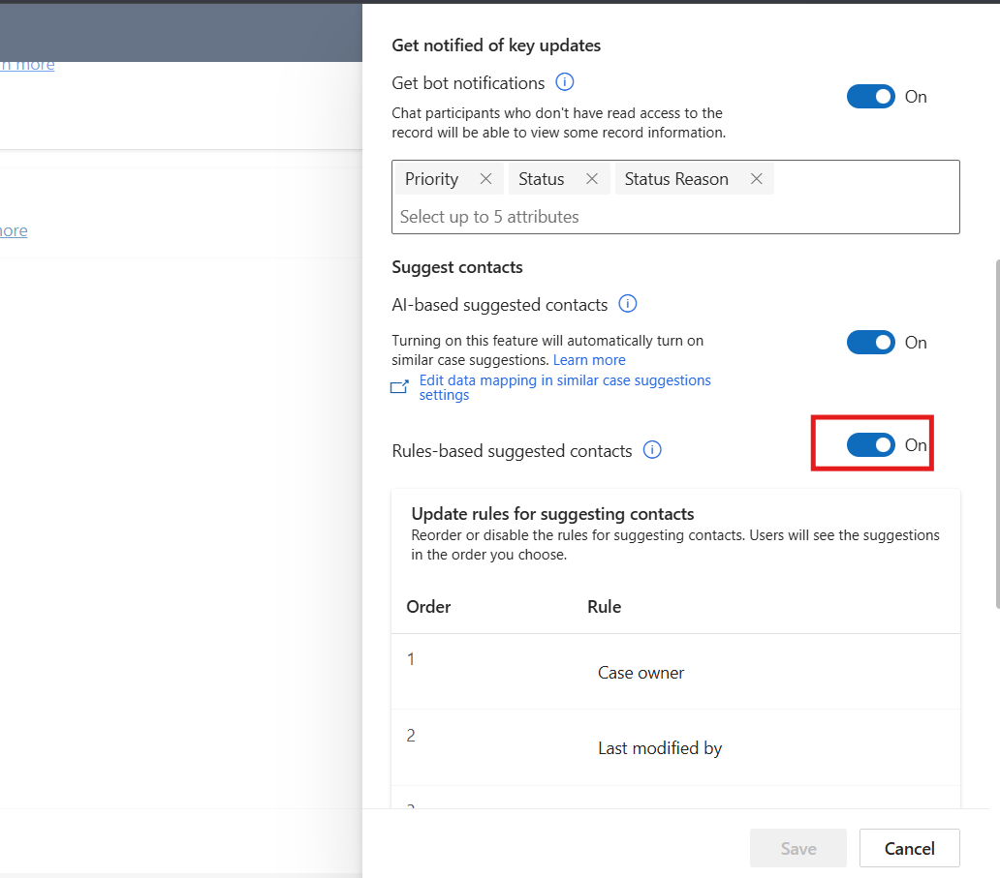 Get notified of key updates
Get bot notifications
On
Chat participants who don't have read access to the
record will be able to view some record information.
Priority
Status
Status Reason
Select up to 5 attributes
Suggest contacts
AI-based suggested contacts
Turning on this feature will automatically turn on
similar case suggestions. Learn more
On
Edit data mapping in similar case suggestions
settings
Rules-based suggested contacts
On
Update rules for suggesting contacts
Reorder or disable the rules for suggesting contacts. Users will see the suggestions
in the order you choose.
Order Rule
1 Case owner
2 Last modified by
Save
Cancel
more